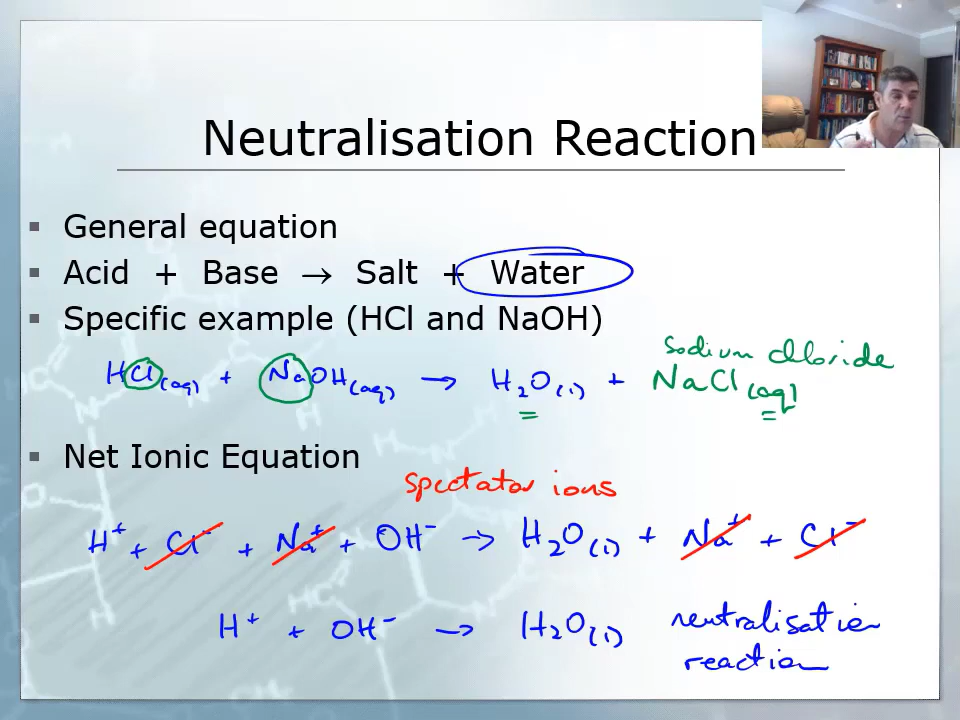 Neutralisation Reaction
General equation
Acid + Base → Salt + Water
Specific example (HCl and NaOH)
sodium chloride
HCl(aq) + NaOH(aq) → H₂O(l) + NaCl(aq)
Net Ionic Equation
spectator ions
H⁺ + Cl⁻ + Na⁺ + OH⁻ → H₂O(l) + Na⁺ + Cl⁻
H⁺ + OH⁻ → H₂O(l) neutralisation
reaction